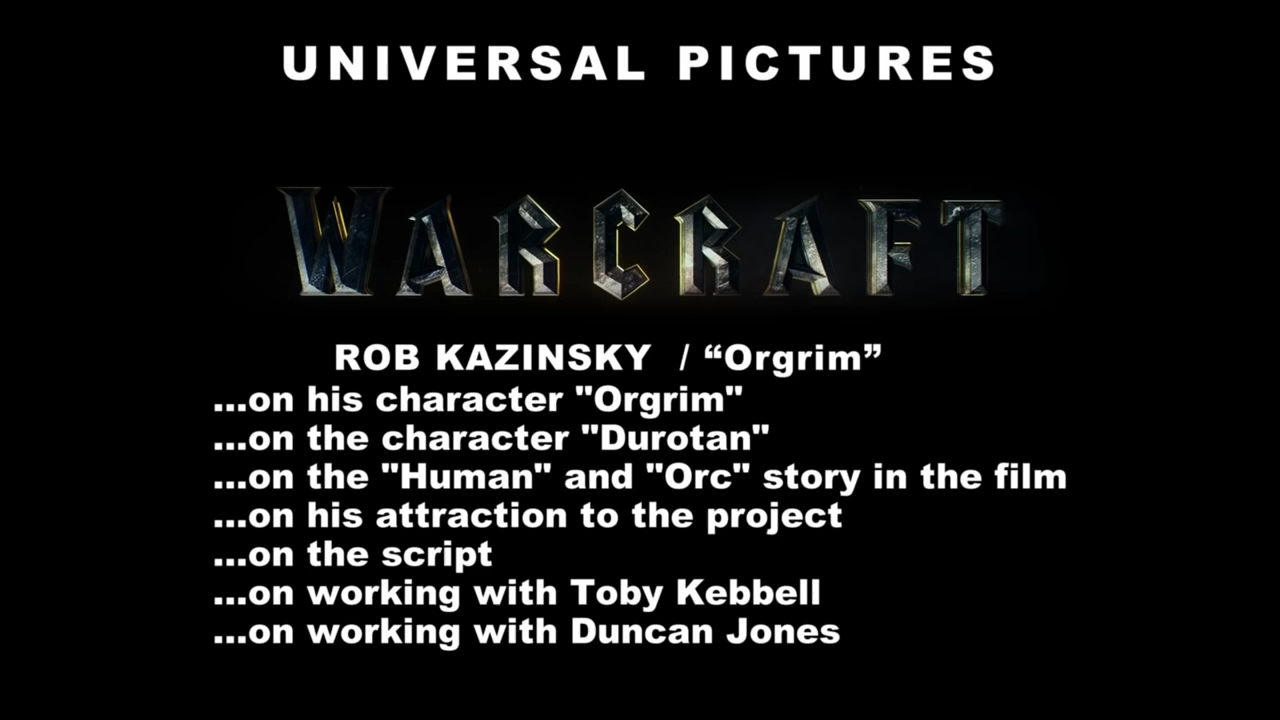 UNIVERSAL PICTURES
WARCRAFT
ROB KAZINSKY / “Orgrim”
...on his character "Orgrim"
...on the character "Durotan"
...on the "Human" and "Orc" story in the film
...on his attraction to the project
...on the script
...on working with Toby Kebbell
...on working with Duncan Jones